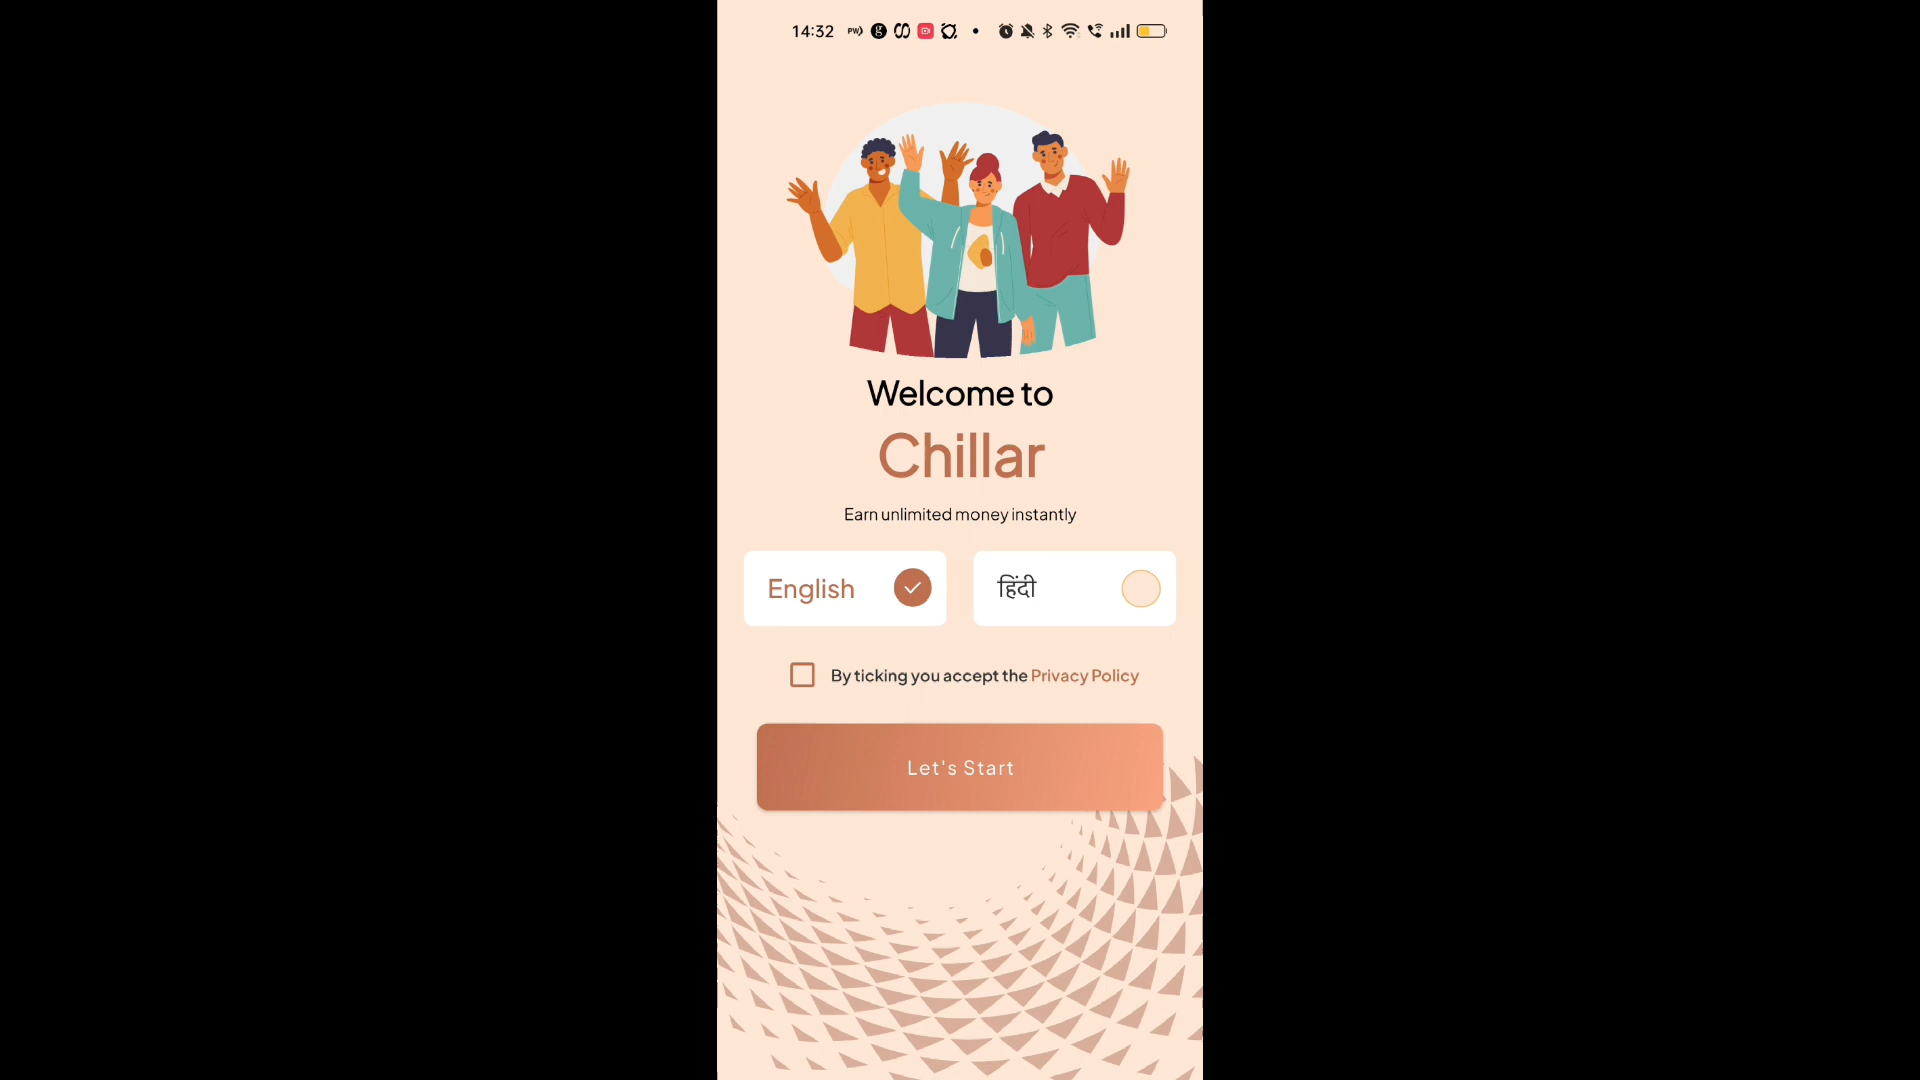 14:32
Welcome to
Chillar
Earn unlimited money instantly
English
हिंदी
By ticking you accept the Privacy Policy
Let's Start